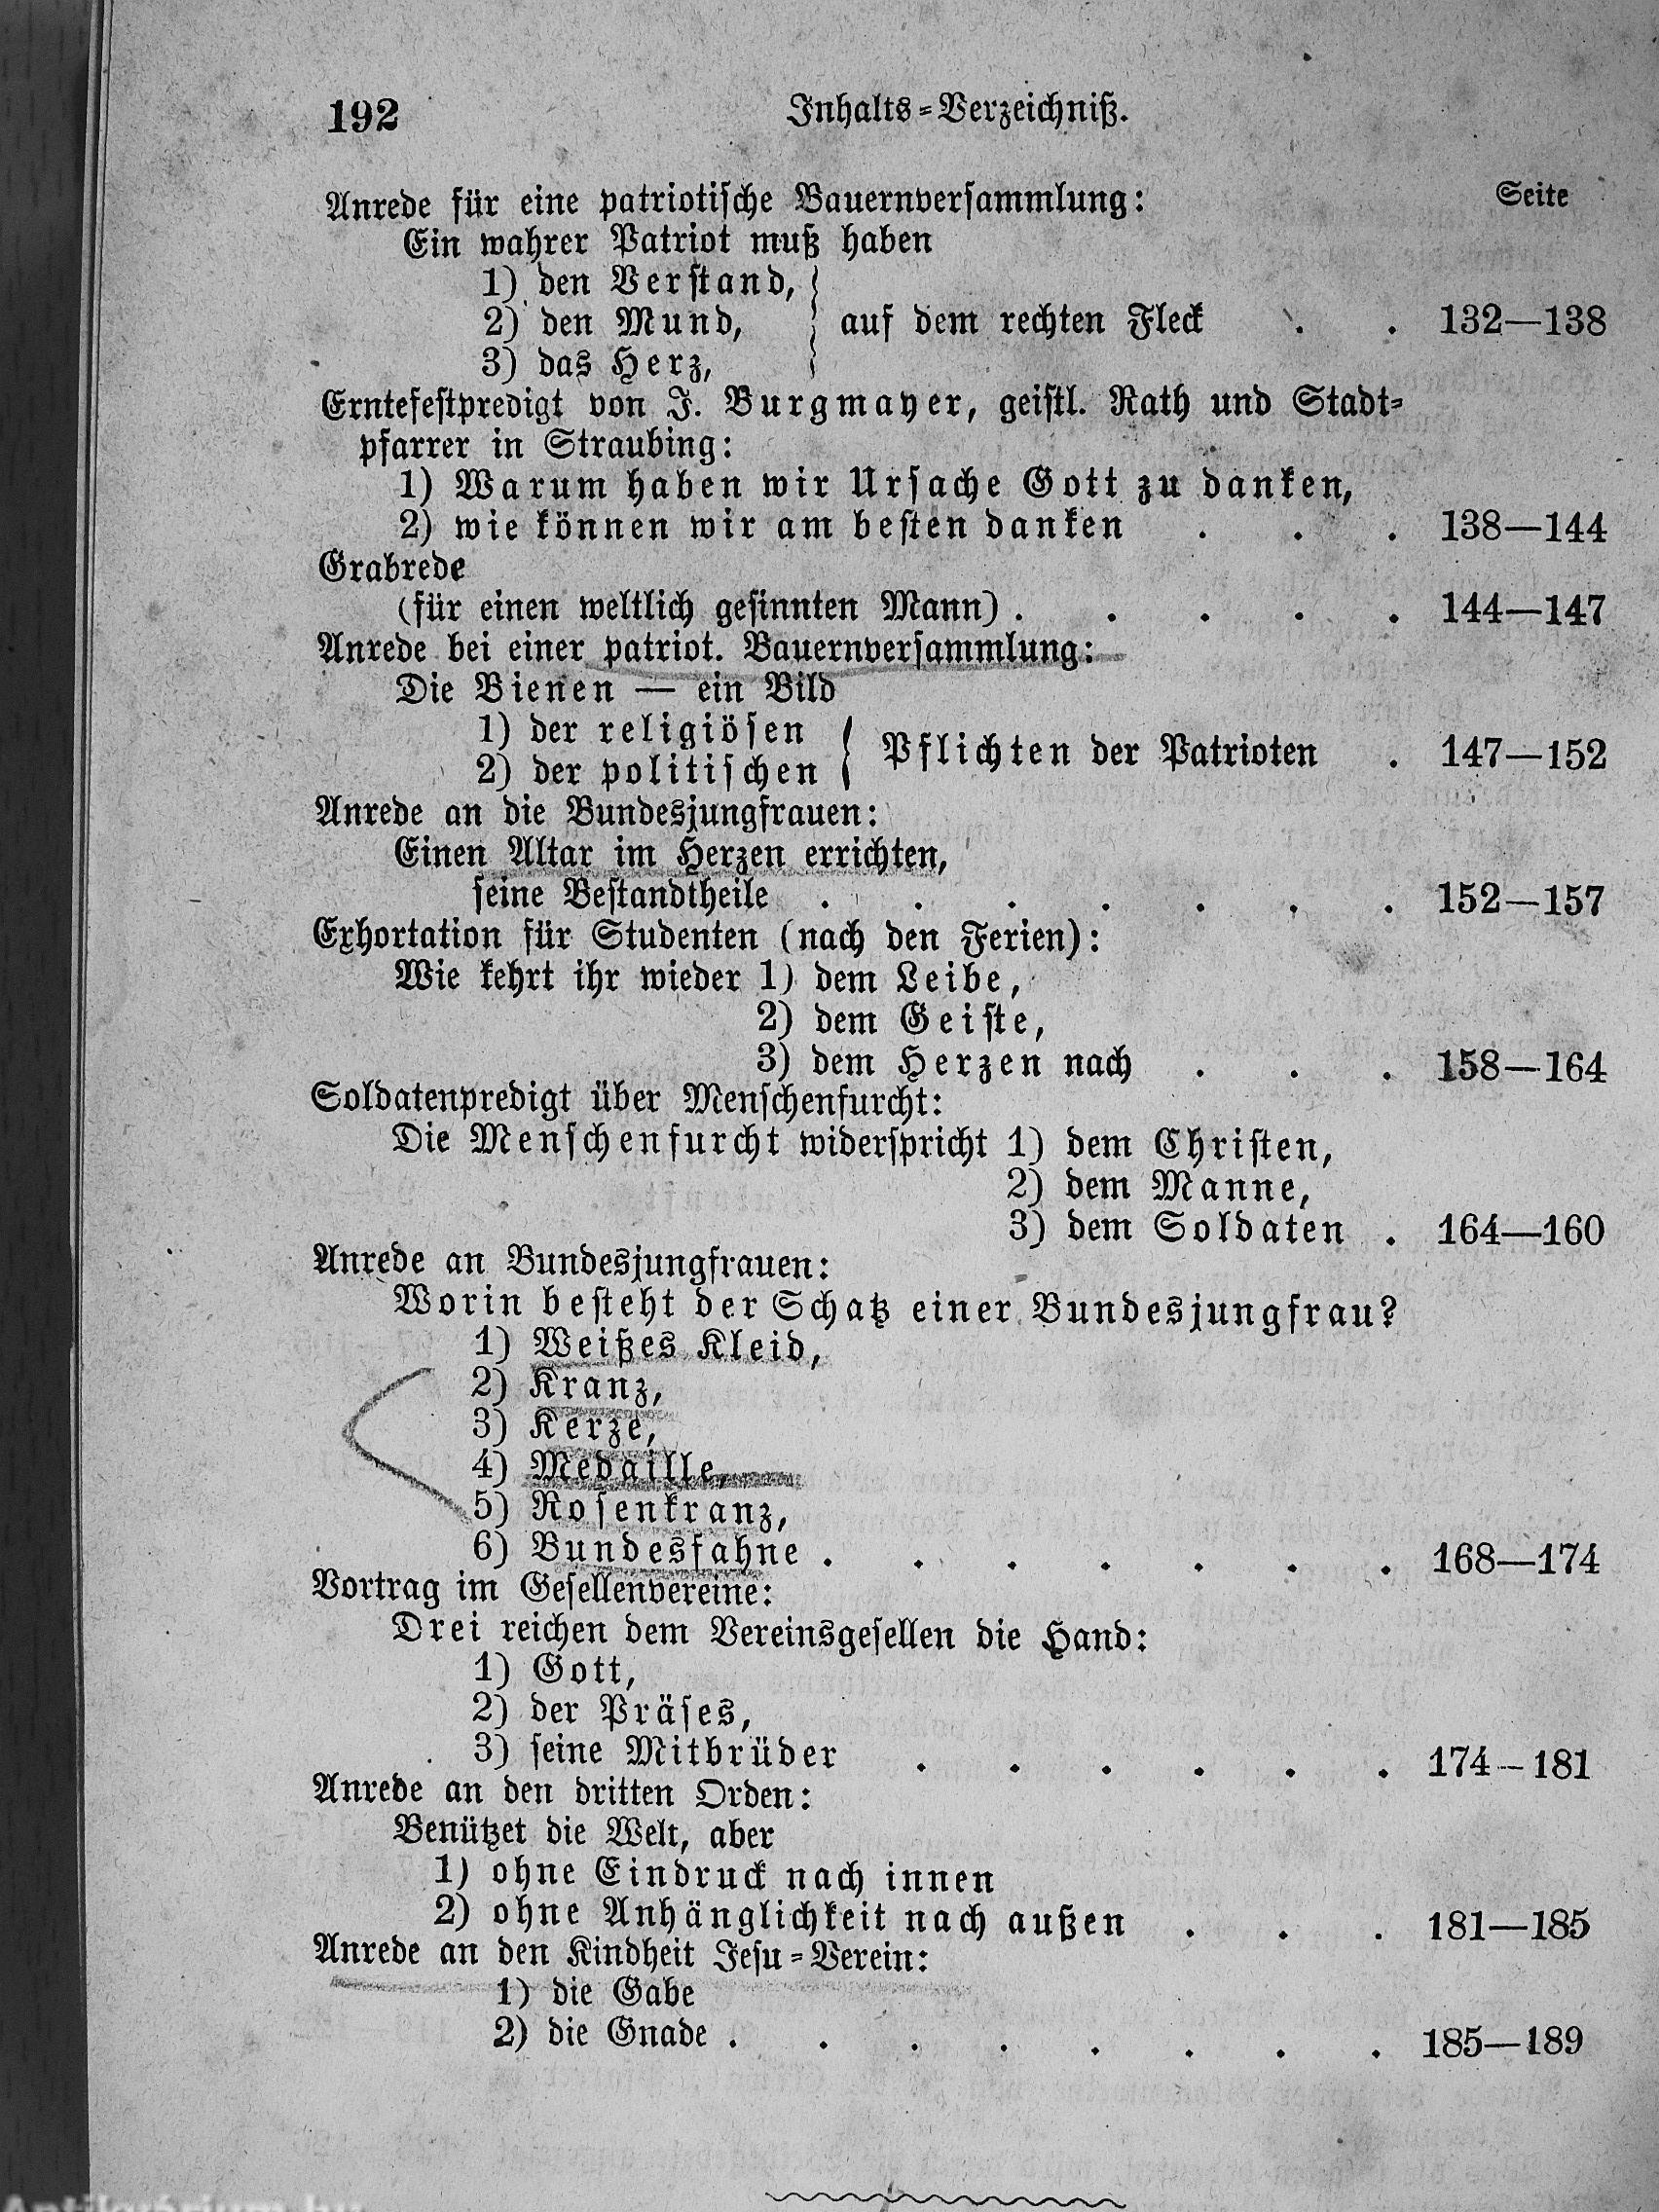 192 Inhalts-Verzeichniß.
Seite
Anrede für eine patriotische Bauernversammlung:
Ein wahrer Patriot muß haben
1) den Verstand,
2) den Mund, } auf dem rechten Fleck . . 132—138
3) das Herz,
Erntefestpredigt von J. Burgmayer, geistl. Rath und Stadt-
pfarrer in Straubing:
1) Warum haben wir Ursache Gott zu danken,
2) wie können wir am besten danken . . . 138—144
Grabrede
(für einen weltlich gesinnten Mann) . . . . . 144—147
Anrede bei einer patriot. Bauernversammlung:
Die Bienen — ein Bild
1) der religiösen
2) der politischen { Pflichten der Patrioten . 147—152
Anrede an die Bundesjungfrauen:
Einen Altar im Herzen errichten,
seine Bestandtheile . . . . . . . 152—157
Exhortation für Studenten (nach den Ferien):
Wie kehrt ihr wieder 1) dem Leibe,
2) dem Geiste,
3) dem Herzen nach . . . 158—164
Soldatenpredigt über Menschenfurcht:
Die Menschenfurcht widerspricht 1) dem Christen,
2) dem Manne,
3) dem Soldaten . 164—160
Anrede an Bundesjungfrauen:
Worin besteht der Schatz einer Bundesjungfrau?
1) Weißes Kleid,
2) Kranz,
3) Kerze,
4) Medaille,
5) Rosenkranz,
6) Bundesfahne . . . . . . . 168—174
Vortrag im Gesellenvereine:
Drei reichen dem Vereinsgesellen die Hand:
1) Gott,
2) der Präses,
3) seine Mitbrüder . . . . . . 174—181
Anrede an den dritten Orden:
Benützet die Welt, aber
1) ohne Eindruck nach innen
2) ohne Anhänglichkeit nach außen . . . 181—185
Anrede an den Kindheit Jesu-Verein:
1) die Gabe
2) die Gnade . . . . . . . . 185—189